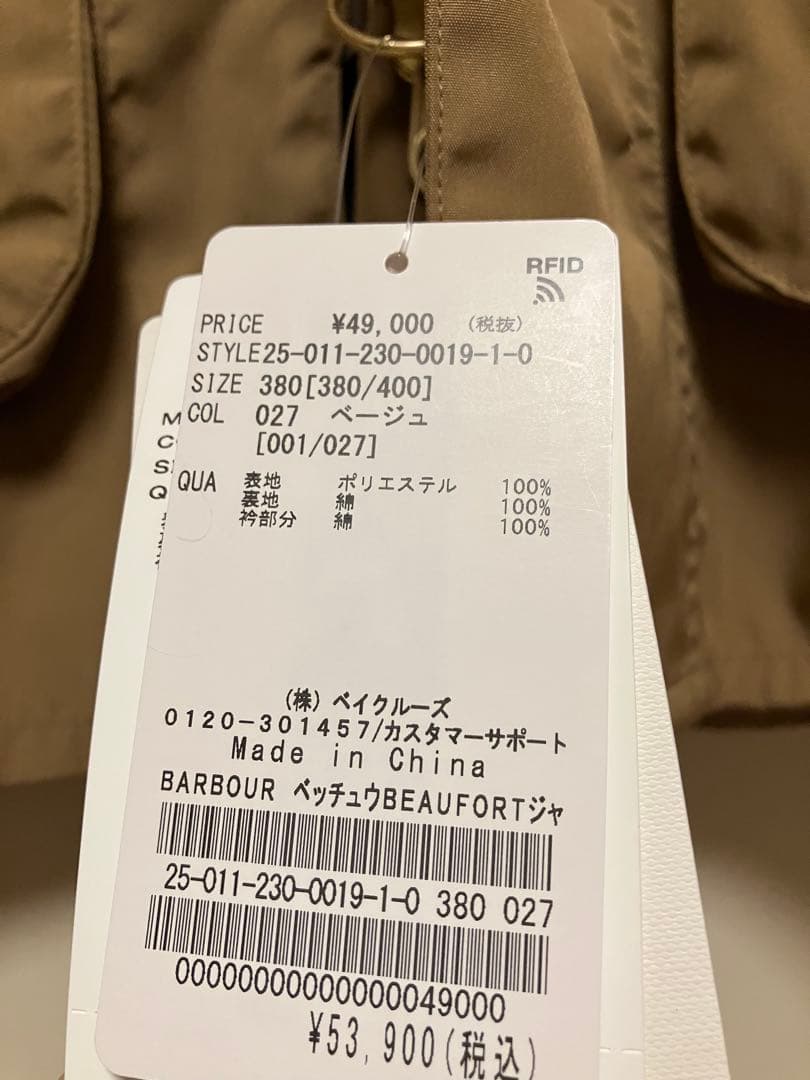 RFID
PRICE ¥49,000 (税抜)
STYLE25-011-230-0019-1-0
SIZE 380[380/400]
COL 027 ベージュ
[001/027]
QUA 表地 ポリエステル 100%
裏地 綿 100%
衿部分 綿 100%
(株) ベイクルーズ
0120-301457/カスタマーサポート
Made in China
BARBOUR ベッチュウBEAUFORTジャ
25-011-230-0019-1-0 380 027
00000000000000049000
¥53,900(税込)
M
C
S
Q